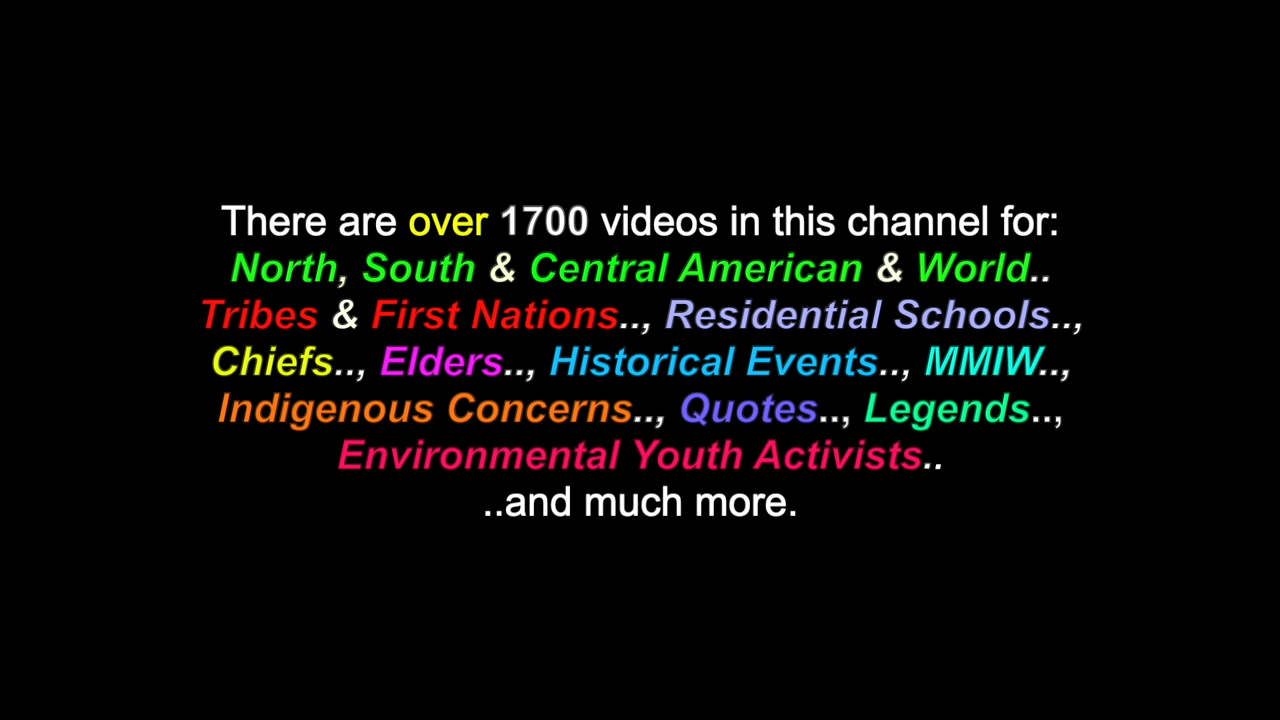 There are over 1700 videos in this channel for:
North, South & Central American & World..
Tribes & First Nations.., Residential Schools..,
Chiefs.., Elders.., Historical Events.., MMIW..,
Indigenous Concerns.., Quotes.., Legends..,
Environmental Youth Activists..
..and much more.